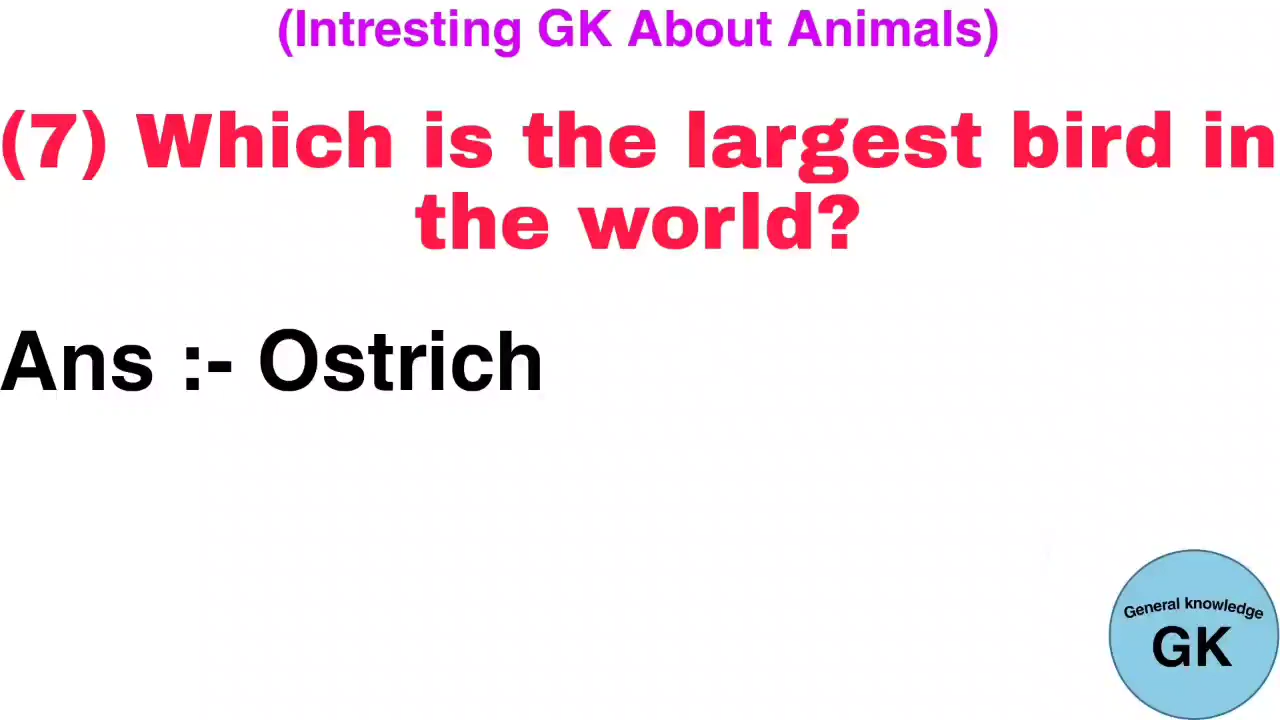 (Intresting GK About Animals)
(7) Which is the largest bird in
the world?
Ans :- Ostrich
General knowledge
GK